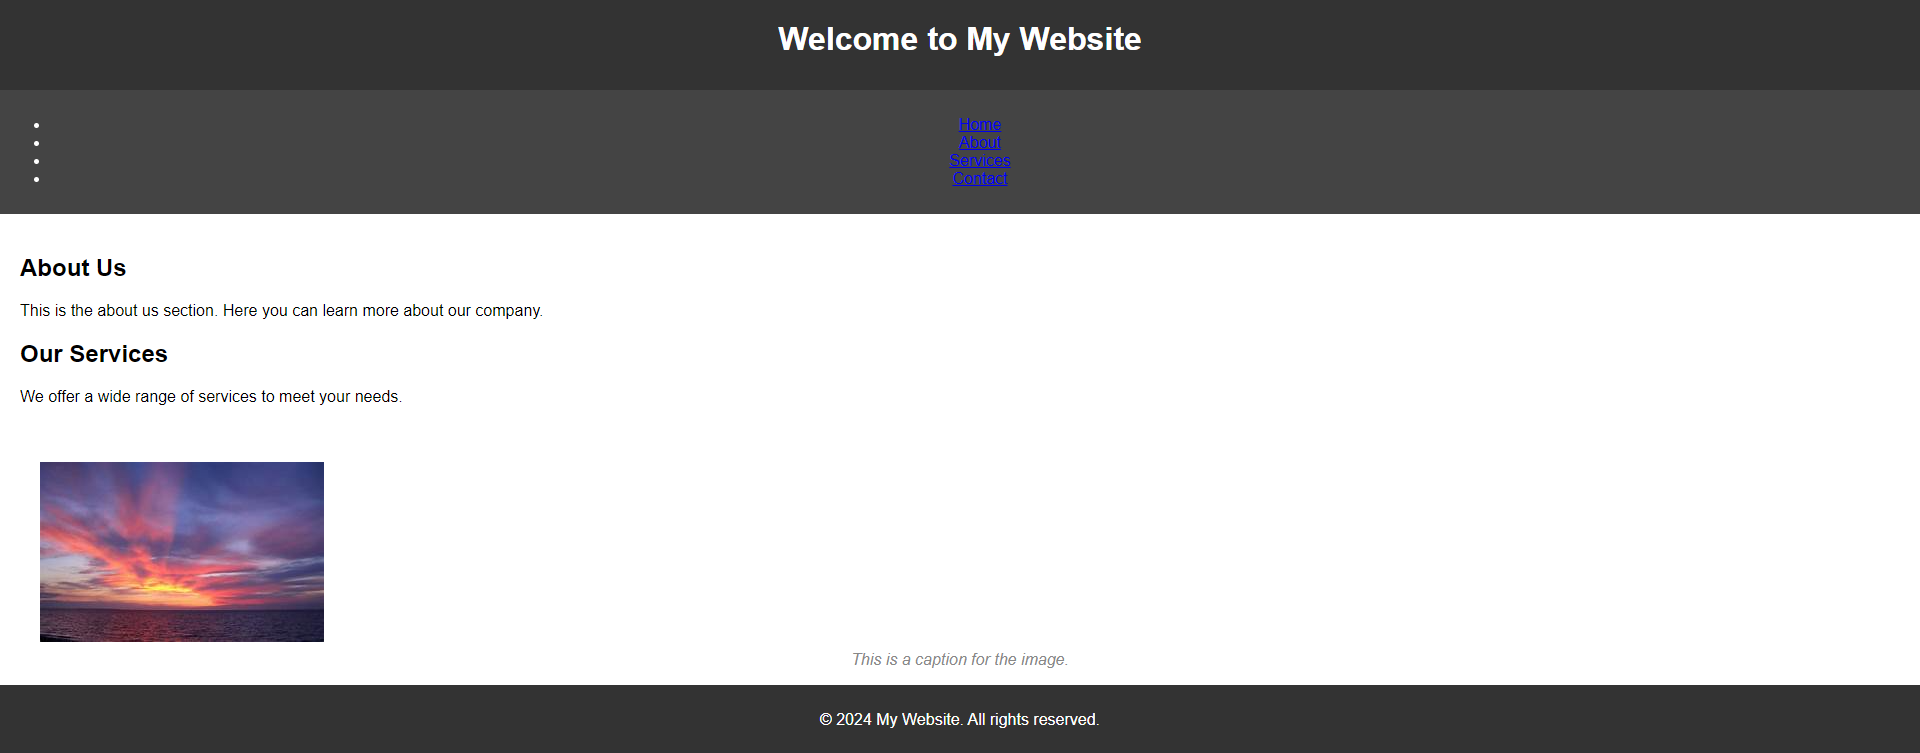 Welcome to My Website
Home
About
Services
Contact
About Us
This is the about us section. Here you can learn more about our company.
Our Services
We offer a wide range of services to meet your needs.
This is a caption for the image.
© 2024 My Website. All rights reserved.